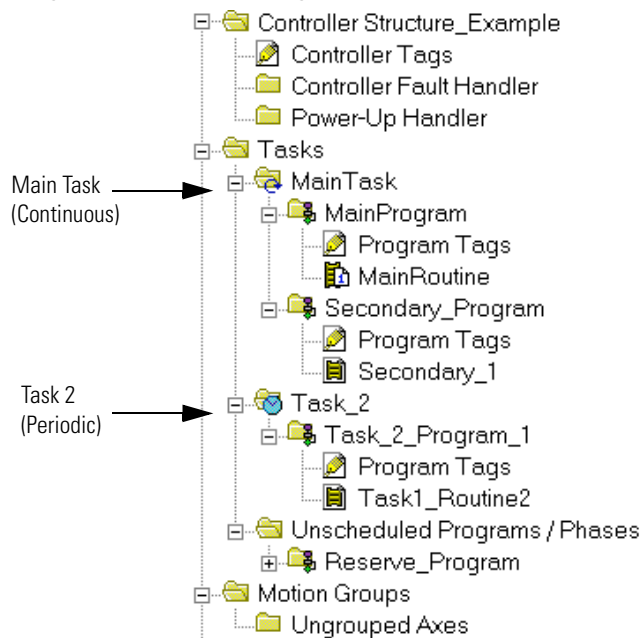 Controller Structure_Example
Controller Tags
Controller Fault Handler
Power-Up Handler
Tasks
Main Task
(Continuous)
MainTask
MainProgram
Program Tags
MainRoutine
Secondary_Program
Program Tags
Secondary_1
Task 2
(Periodic)
Task_2
Task_2_Program_1
Program Tags
Task1_Routine2
Unscheduled Programs / Phases
Reserve_Program
Motion Groups
Ungrouped Axes